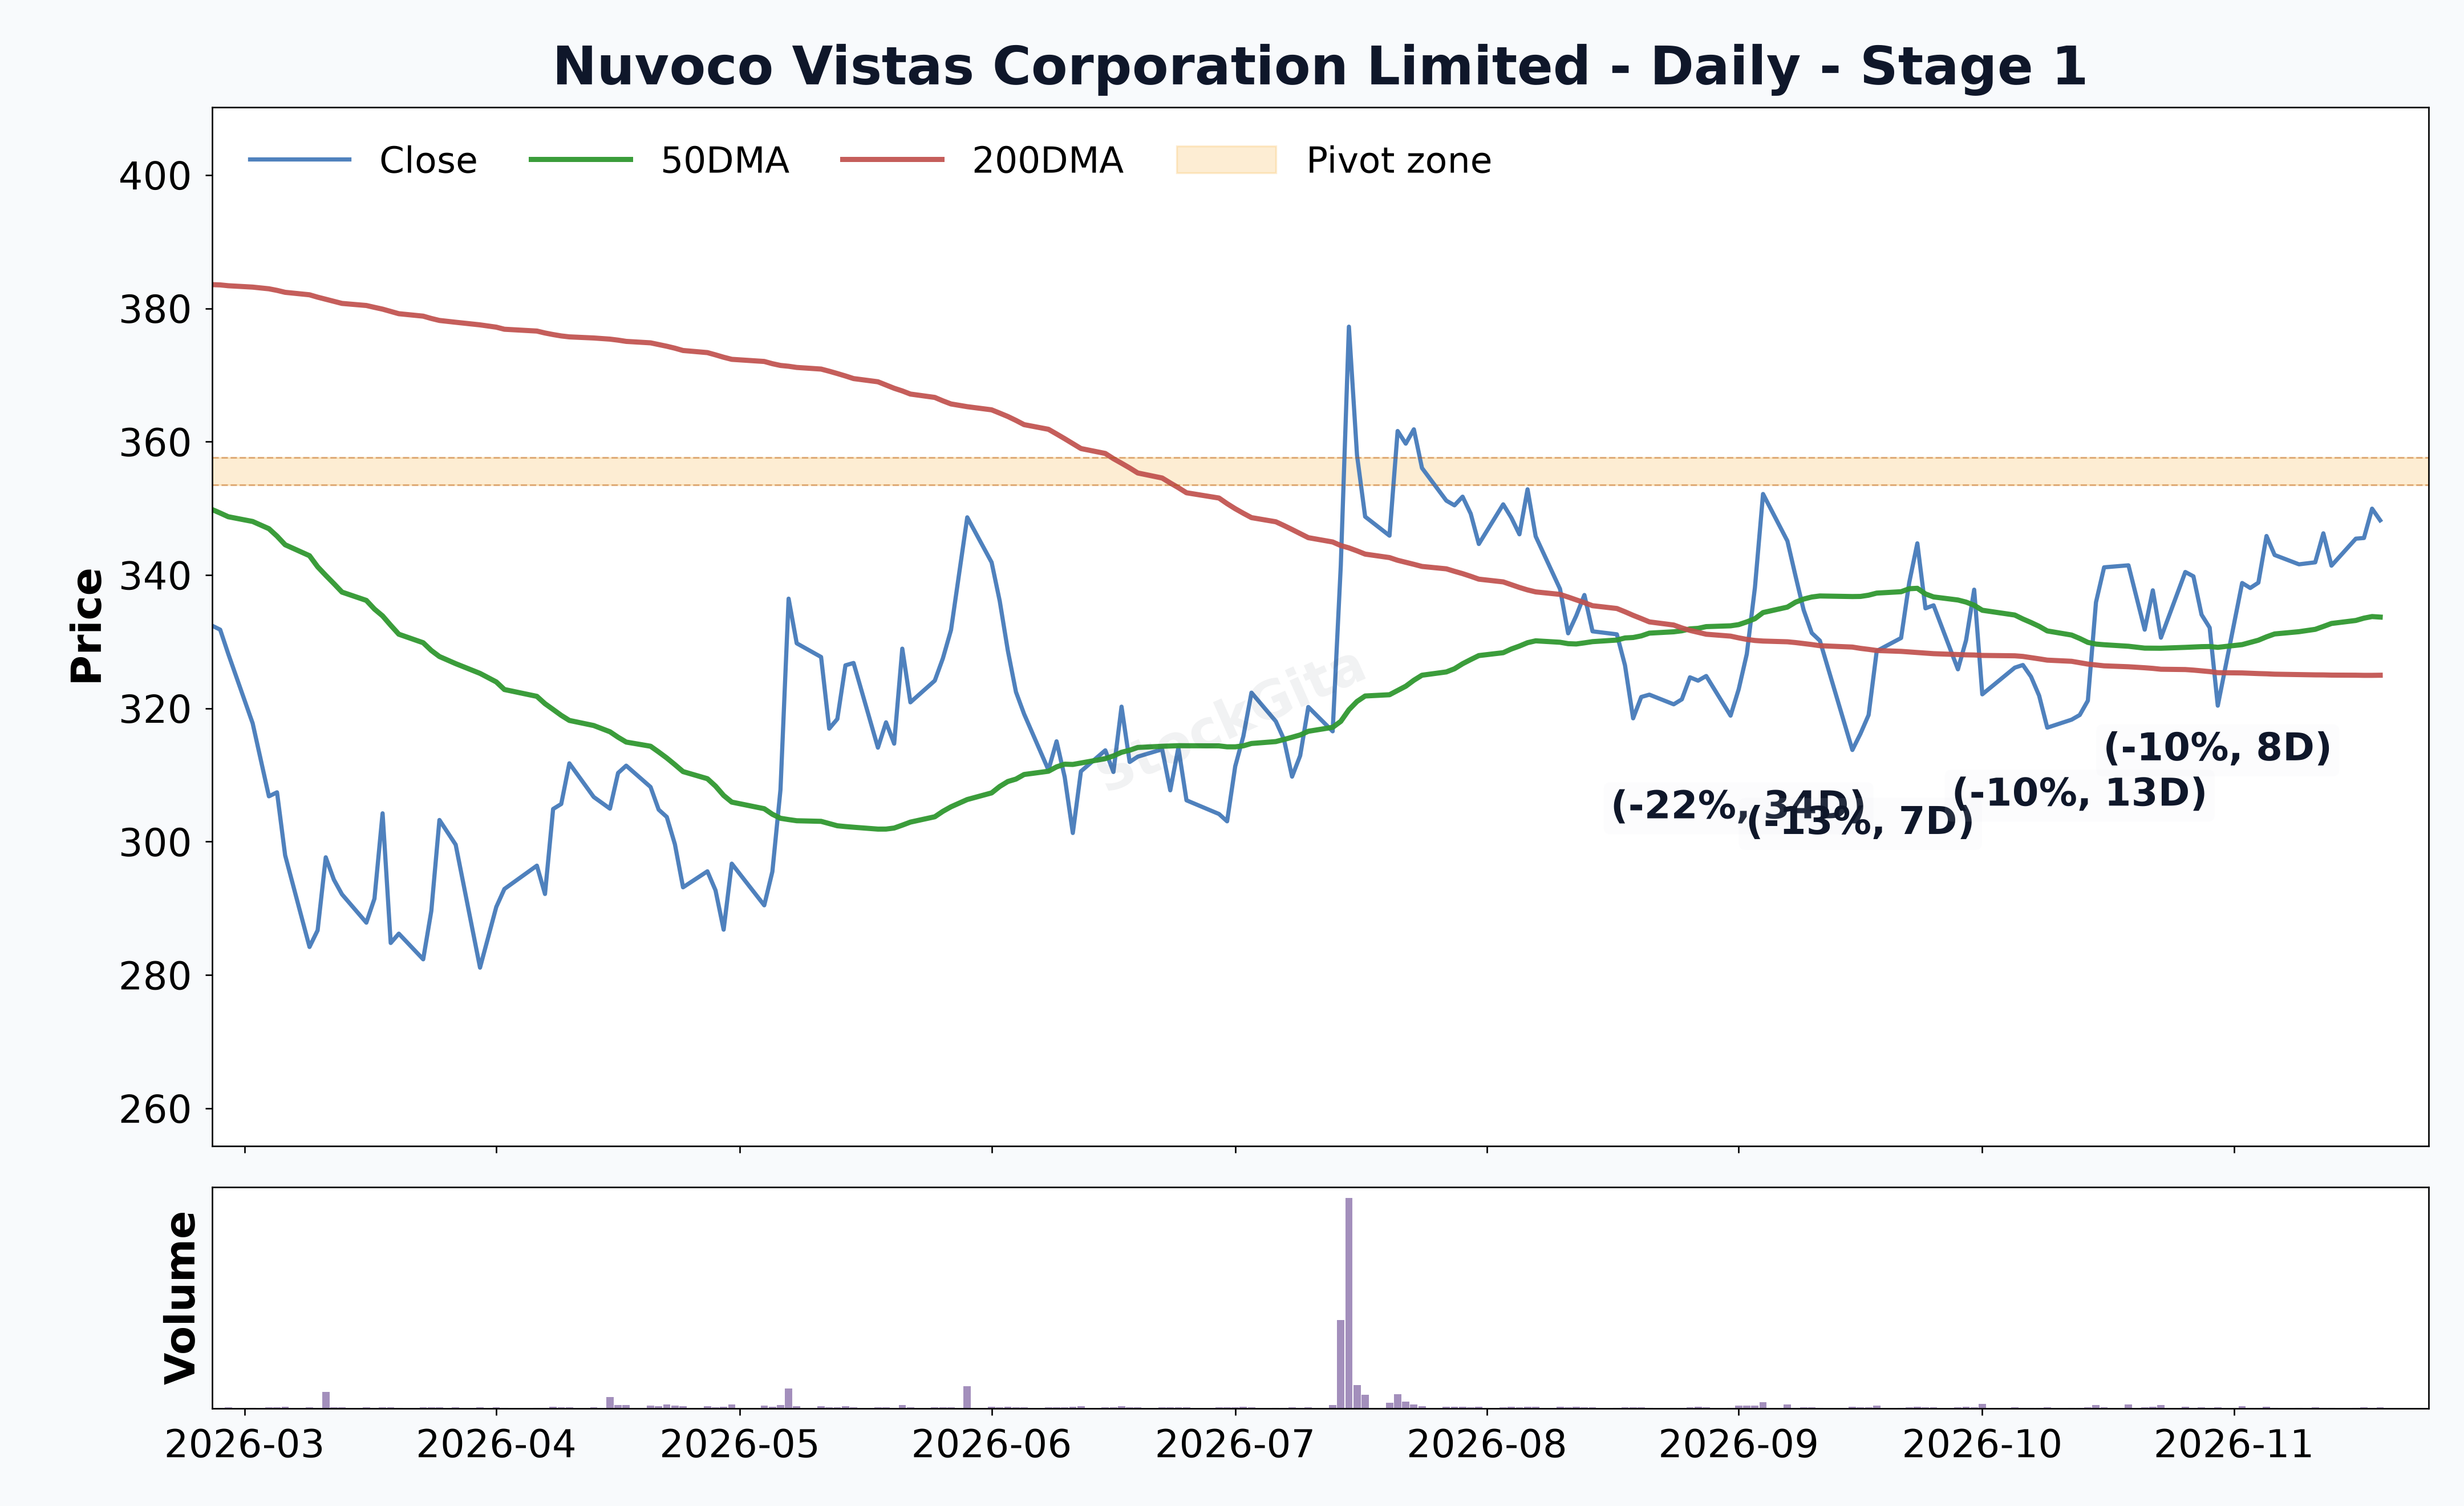 Nuvoco Vistas Corporation Limited - Daily - Stage 1
Close 50DMA 200DMA Pivot zone
400
380
360
340
320
300
280
260
Price
StockGita
(-10%, 8D)
(-10%, 13D)
(-22%, 34D)
(-13%, 7D)
Volume
2026-03 2026-04 2026-05 2026-06 2026-07 2026-08 2026-09 2026-10 2026-11